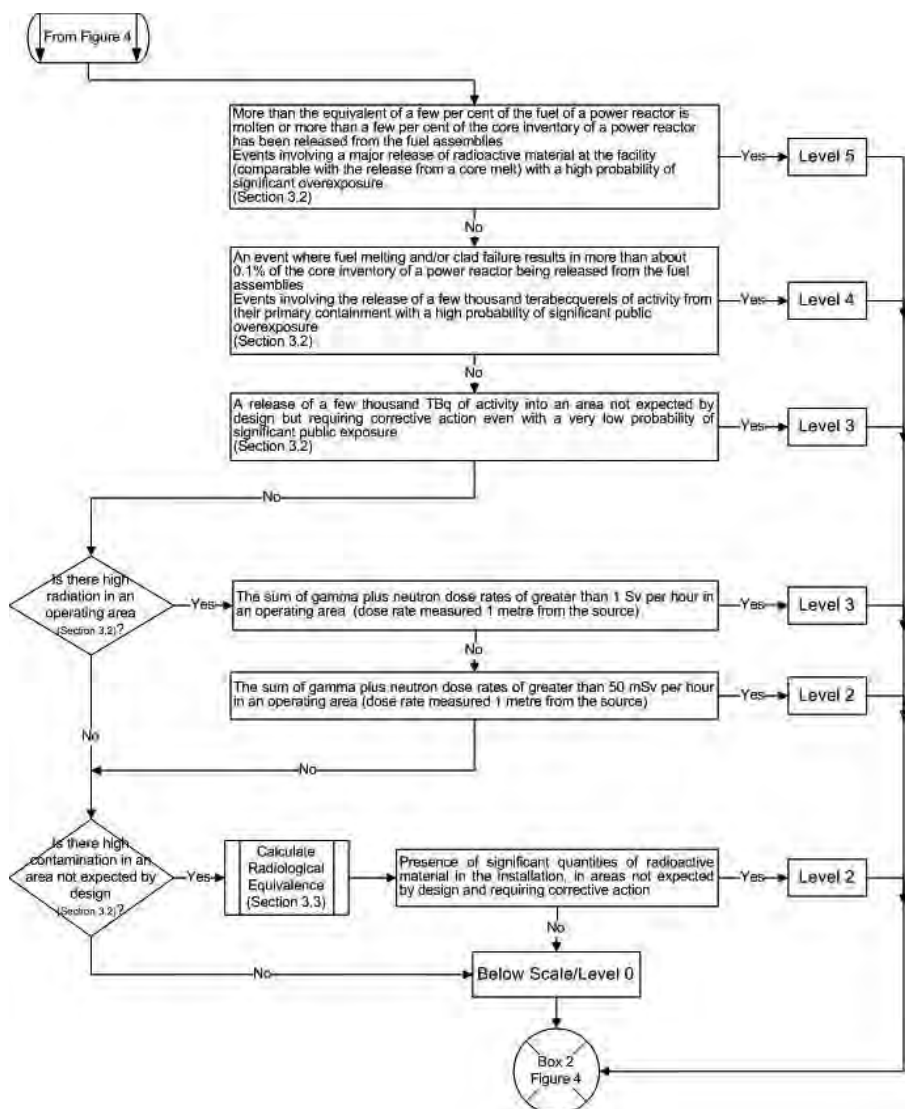 From Figure 4
More than the equivalent of a few per cent of the fuel of a power reactor is
molten or more than a few per cent of the core inventory of a power reactor
has been released from the fuel assemblies
Events involving a major release of radioactive material at the facility
(comparable with the release from a core melt) with a high probability of
significant overexposure
(Section 3.2)
Yes
Level 5
No
An event where fuel melting and/or clad failure results in more than about
0.1% of the core inventory of a power reactor being released from the fuel
assemblies
Events involving the release of a few thousand terabecquerels of activity from
their primary containment with a high probability of significant public
overexposure
(Section 3.2)
Yes
Level 4
No
A release of a few thousand TBq of activity into an area not expected by
design but requiring corrective action even with a very low probability of
significant public exposure
(Section 3.2)
Yes
Level 3
No
Is there high
radiation in an
operating area
(Section 3.2)?
Yes
The sum of gamma plus neutron dose rates of greater than 1 Sv per hour in
an operating area (dose rate measured 1 metre from the source)
Yes
Level 3
No
The sum of gamma plus neutron dose rates of greater than 50 mSv per hour
in an operating area (dose rate measured 1 metre from the source)
Yes
Level 2
No
No
Is there high
contamination in an
area not expected by
design
(Section 3.2)?
Yes
Calculate
Radiological
Equivalence
(Section 3.3)
Presence of significant quantities of radioactive
material in the installation, in areas not expected
by design and requiring corrective action
Yes
Level 2
No
No
Below Scale/Level 0
Box 2
Figure 4